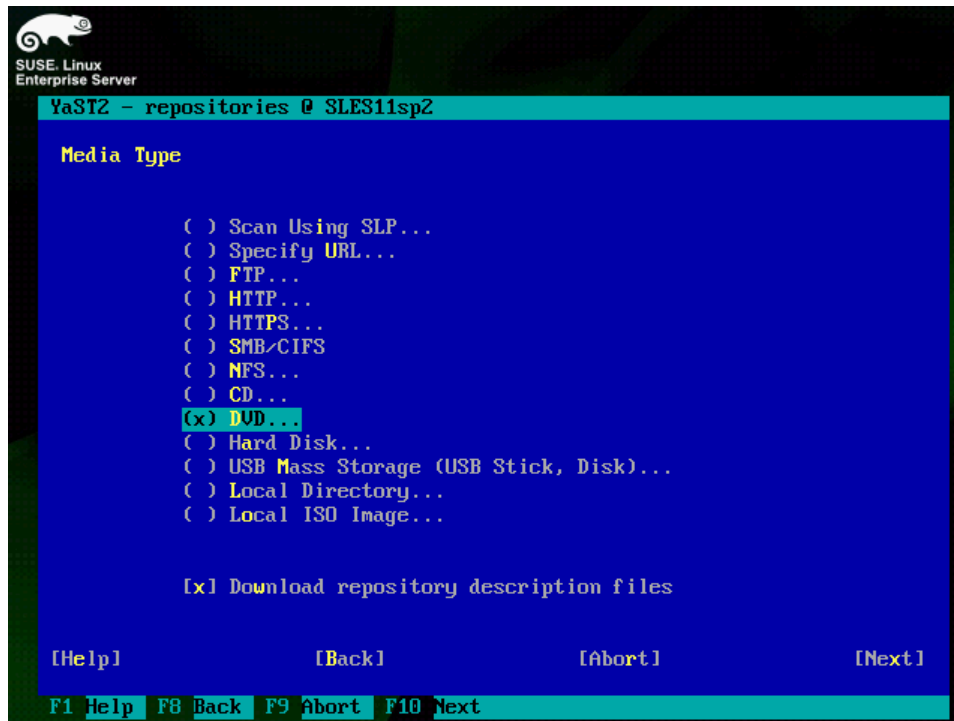 SUSE. Linux
Enterprise Server
YaST2 - repositories @ SLES11sp2
Media Type
( ) Scan Using SLP...
( ) Specify URL...
( ) FTP...
( ) HTTP...
( ) HTTPS...
( ) SMB/CIFS
( ) NFS...
( ) CD...
(x) DVD...
( ) Hard Disk...
( ) USB Mass Storage (USB Stick, Disk)...
( ) Local Directory...
( ) Local ISO Image...
[x] Download repository description files
[Help] [Back] [Abort] [Next]
F1 Help F8 Back F9 Abort F10 Next